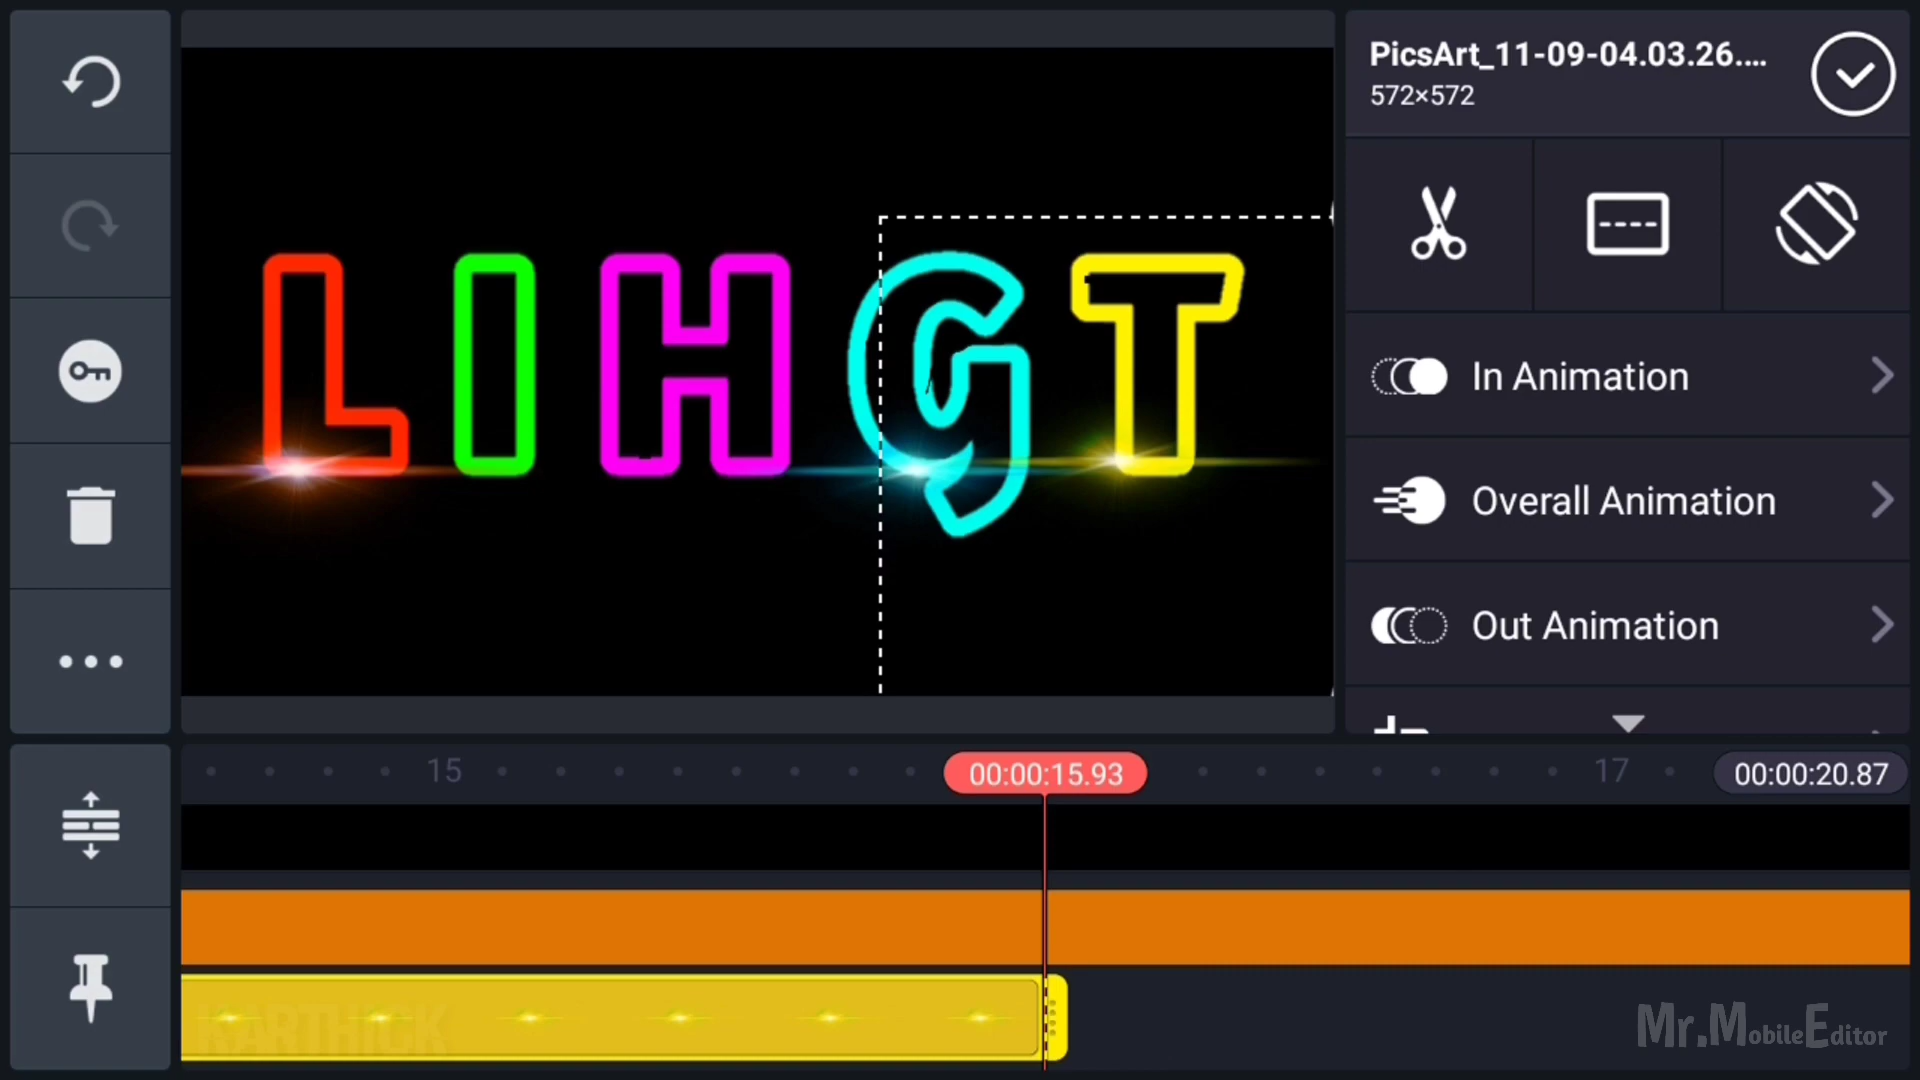 PicsArt_11-09-04.03.26....
572×572
LIHGT
In Animation
Overall Animation
Out Animation
15
00:00:15.93
17
00:00:20.87
KARTHICK
Mr.MobileEditor